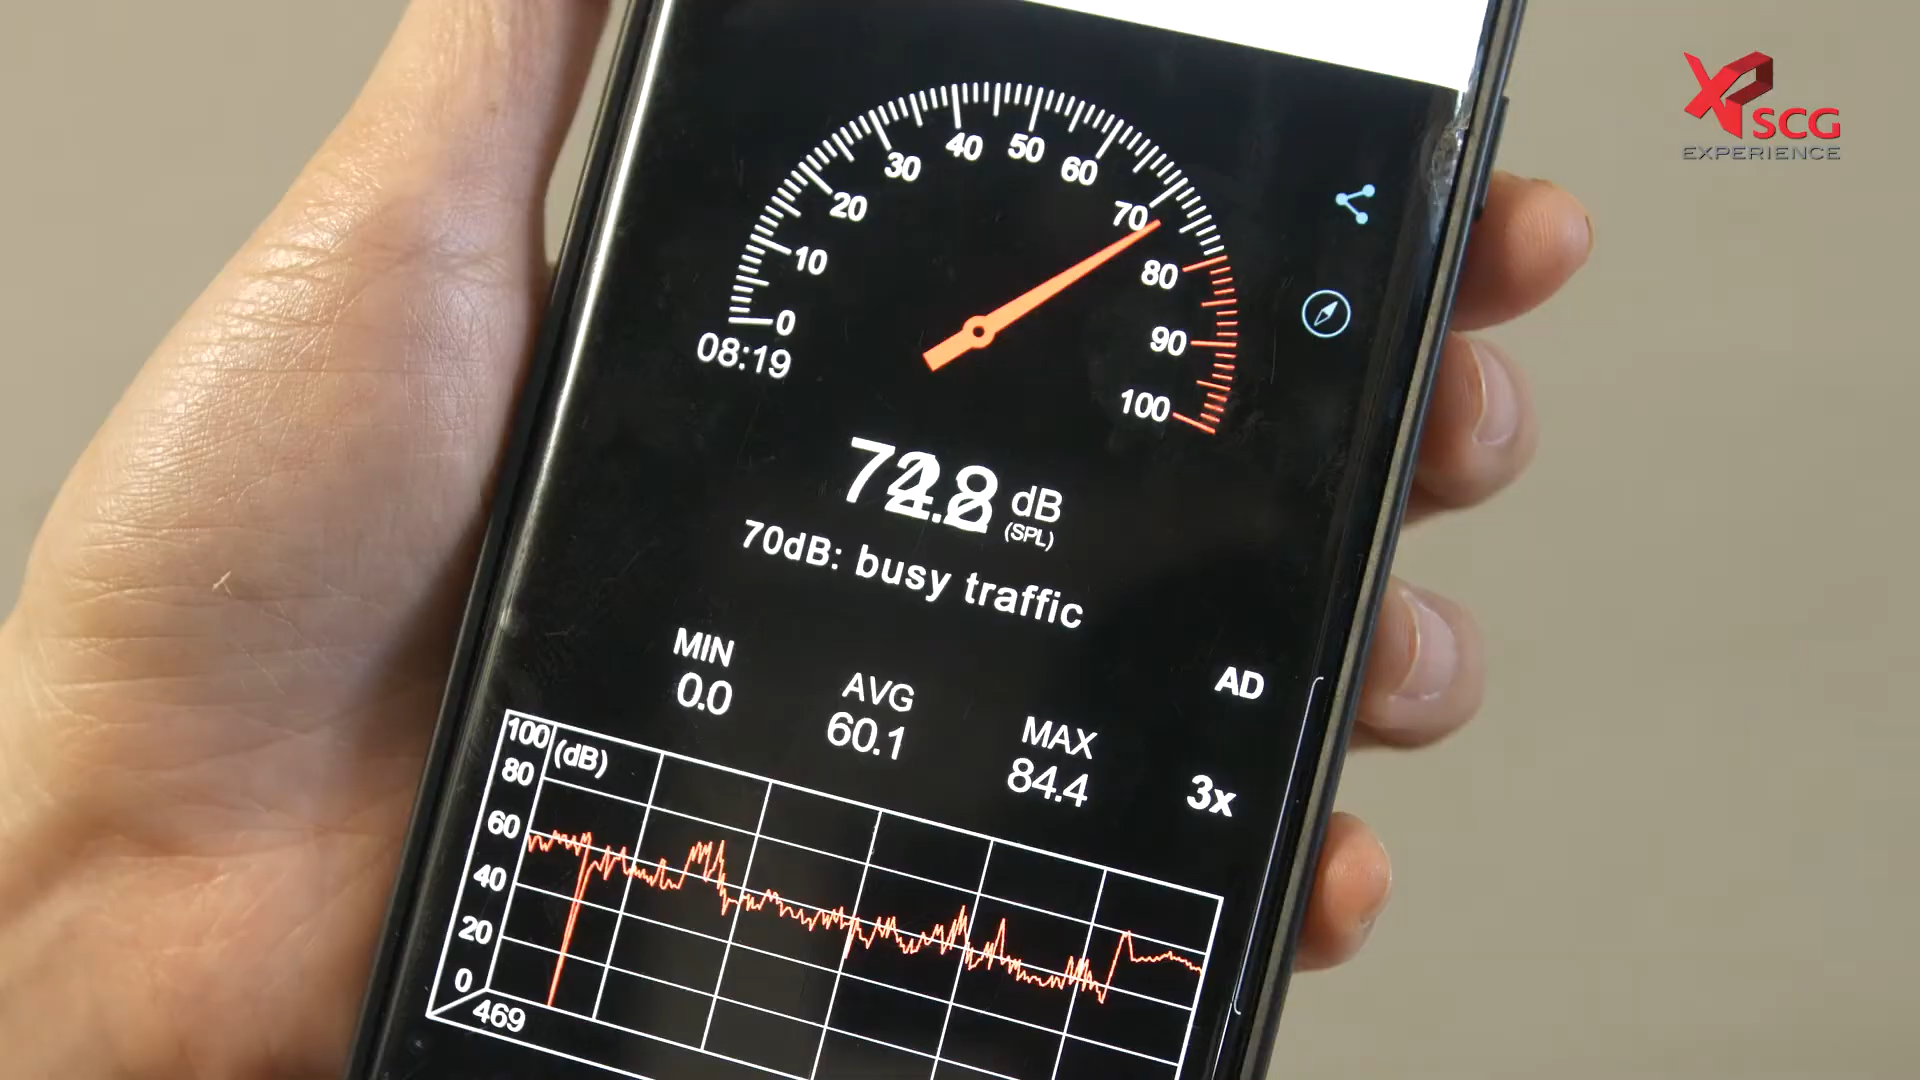 XP SCG
EXPERIENCE
0
10
20
30
40
50
60
70
80
90
100
08:19
dB
(SPL)
70dB: busy traffic
MIN
0.0
AVG
60.1
MAX
84.4
AD
3x
100
(dB)
80
60
40
20
0
469